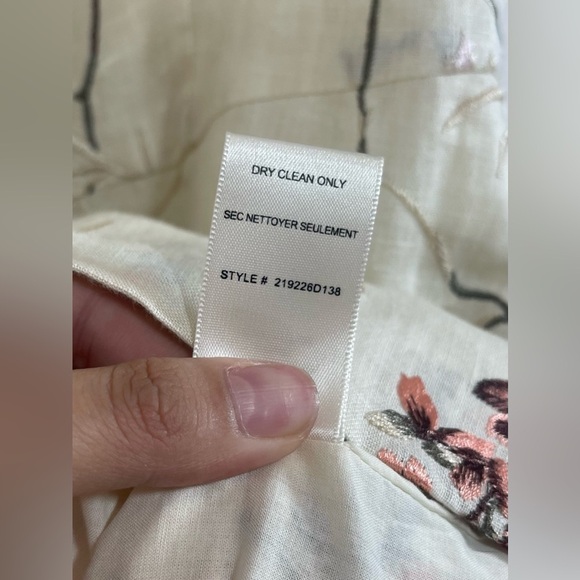 DRY CLEAN ONLY
SEC NETTOYER SEULEMENT
STYLE # 219226D138